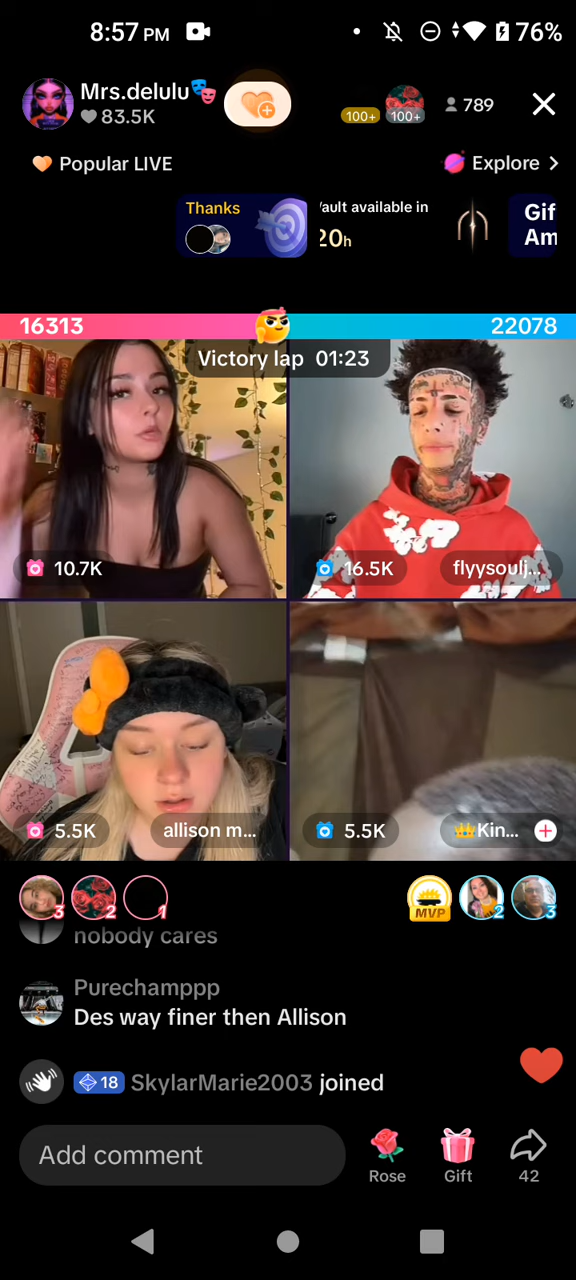 8:57 PM
76%
Mrs.delulu🎭
83.5K
100+
100+
789
Popular LIVE
Explore
Thanks
Vault available in
20h
Gif
Am
16313
22078
Victory lap 01:23
10.7K
16.5K
flyysoulj...
5.5K
allison m...
5.5K
👑Kin...
3
2
1
MVP
2
3
nobody cares
Purechamppp
Des way finer then Allison
18 SkylarMarie2003 joined
Add comment
Rose
Gift
42